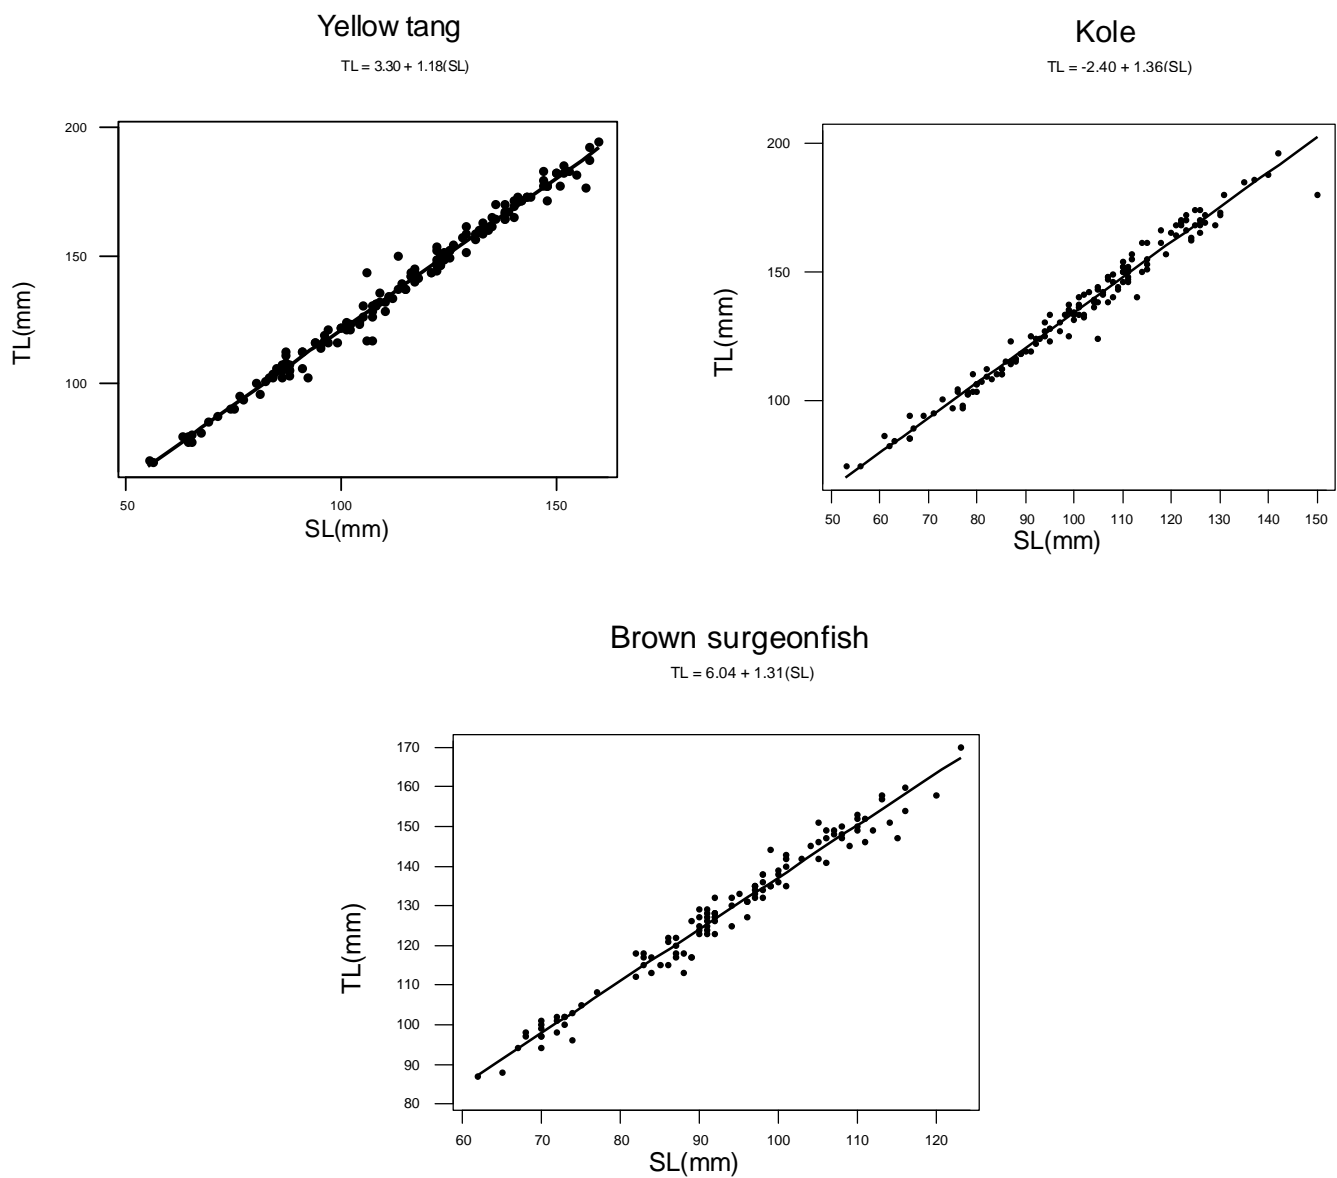 Yellow tang
TL = 3.30 + 1.18(SL)
200
150
100
TL(mm)
50 100 150
SL(mm)
Kole
TL = -2.40 + 1.36(SL)
200
150
100
TL(mm)
50 60 70 80 90 100 110 120 130 140 150
SL(mm)
Brown surgeonfish
TL = 6.04 + 1.31(SL)
170
160
150
140
130
120
110
100
90
80
TL(mm)
60 70 80 90 100 110 120
SL(mm)